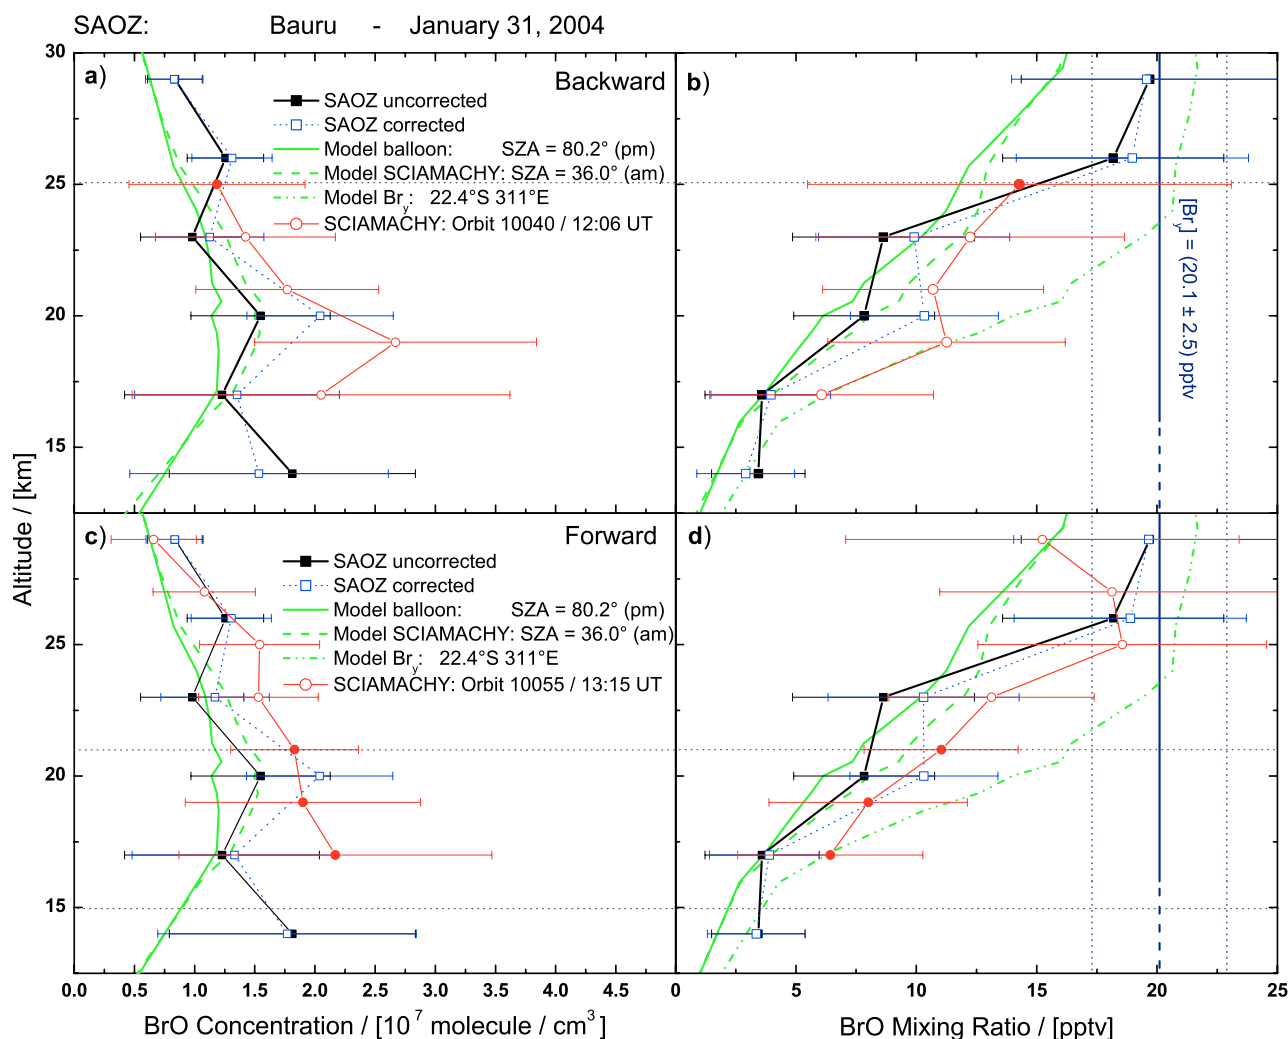 SAOZ: Bauru - January 31, 2004
30
a)
Backward
SAOZ uncorrected
SAOZ corrected
Model balloon: SZA = 80.2° (pm)
Model SCIAMACHY: SZA = 36.0° (am)
Model Bry: 22.4°S 311°E
SCIAMACHY: Orbit 10040 / 12:06 UT
25
20
15
b)
[Bry] = (20.1 ± 2.5) pptv
Altitude / [km]
c)
Forward
SAOZ uncorrected
SAOZ corrected
Model balloon: SZA = 80.2° (pm)
Model SCIAMACHY: SZA = 36.0° (am)
Model Bry: 22.4°S 311°E
SCIAMACHY: Orbit 10055 / 13:15 UT
25
20
15
d)
0.0 0.5 1.0 1.5 2.0 2.5 3.0 3.5 4.0 4.5
0 5 10 15 20 25
BrO Concentration / [10^7 molecule / cm^3]
BrO Mixing Ratio / [pptv]